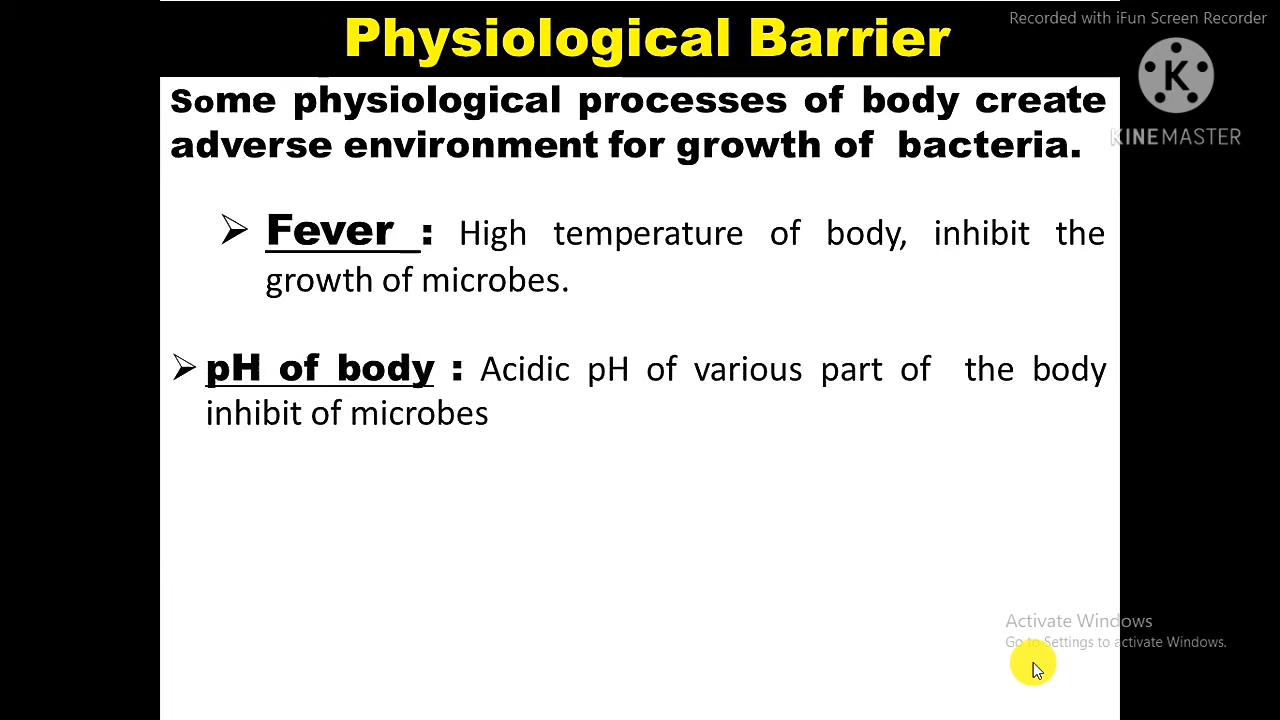 Recorded with iFun Screen Recorder
Physiological Barrier
K
KINEMASTER
Some physiological processes of body create
adverse environment for growth of bacteria.
➢ Fever : High temperature of body, inhibit the
growth of microbes.
➢ pH of body : Acidic pH of various part of the body
inhibit of microbes
Activate Windows
Go to Settings to activate Windows.